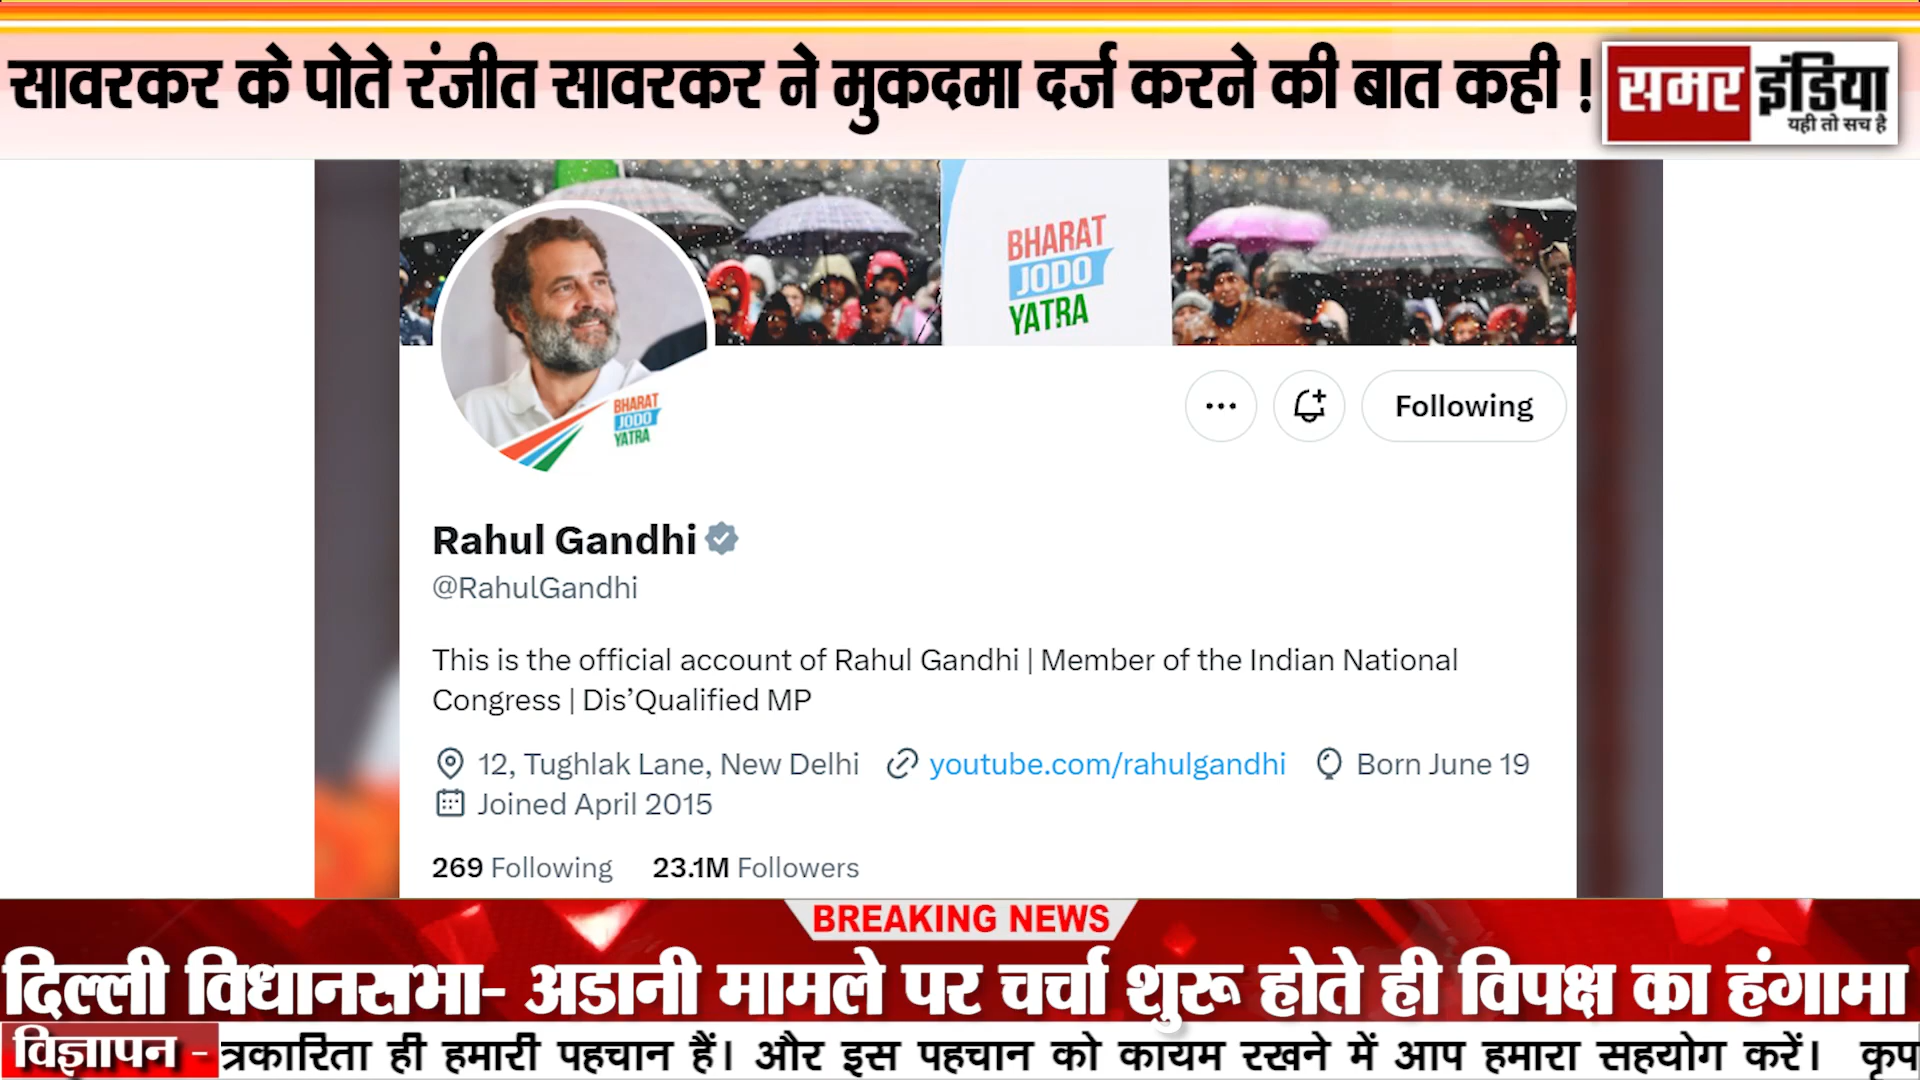 सावरकर के पोते रंजीत सावरकर ने मुकदमा दर्ज करने की बात कही !
समर इंडिया
यही तो सच है
BHARAT
JODO
YATRA
BHARAT
JODO
YATRA
Following
Rahul Gandhi
@RahulGandhi
This is the official account of Rahul Gandhi | Member of the Indian National
Congress | Dis’Qualified MP
12, Tughlak Lane, New Delhi youtube.com/rahulgandhi Born June 19
Joined April 2015
269 Following 23.1M Followers
BREAKING NEWS
दिल्ली विधानसभा- अडानी मामले पर चर्चा शुरू होते ही विपक्ष का हंगामा
विज्ञापन - त्रकारिता ही हमारी पहचान हैं। और इस पहचान को कायम रखने में आप हमारा सहयोग करें। कृप